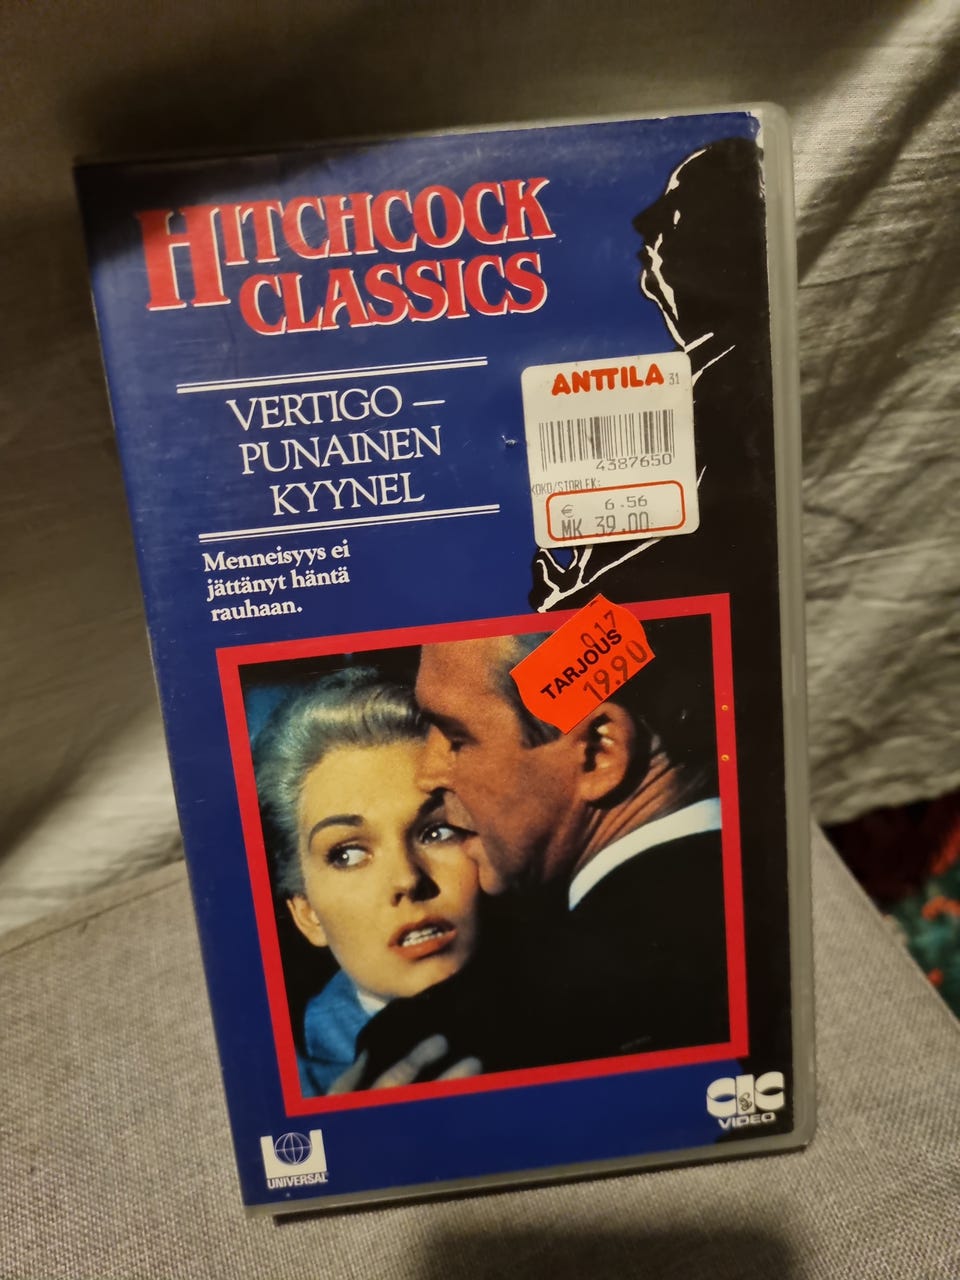 HITCHCOCK
CLASSICS
VERTIGO –
PUNAINEN
KYYNEL
Menneisyys ei
jättänyt häntä
rauhaan.
ANTTILA 31
4387650
KOKO/STORLEK:
€ 6.56
MK 39.00
017
TARJOUS
19.90
UNIVERSAL
CIC
VIDEO